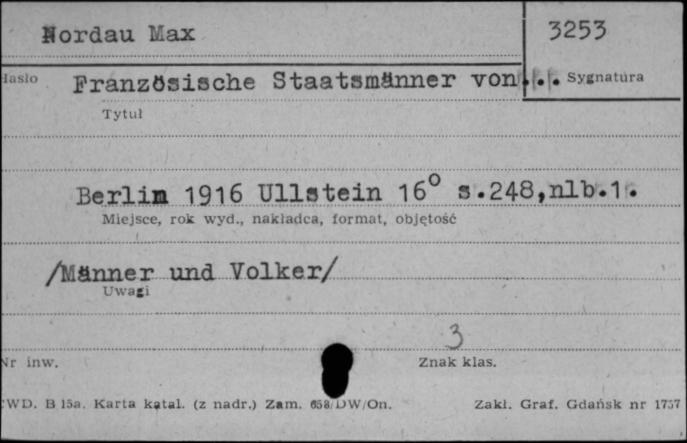 Nordau Max
3253
Hasło Französische Staatsmänner von... Sygnatura
Tytuł
Berlin 1916 Ullstein 16° s.248,nlb.1.
Miejsce, rok wyd., nakładca, format, objętość
/Männer und Volker/
Uwagi
3
Nr inw. Znak klas.
CWD. B 15a. Karta katal. (z nadr.) Zam. 658/DW/On. Zakł. Graf. Gdańsk nr 1757